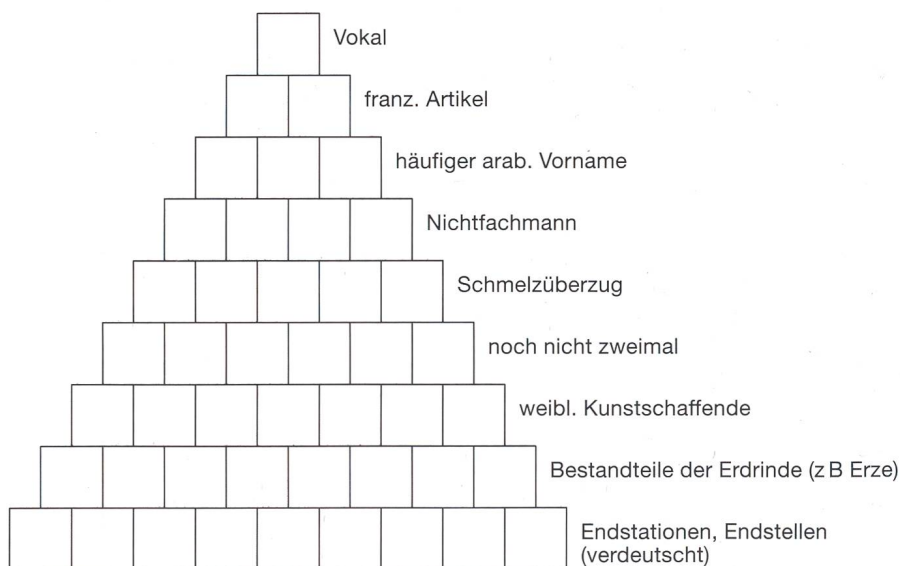 Vokal
franz. Artikel
häufiger arab. Vorname
Nichtfachmann
Schmelzüberzug
noch nicht zweimal
weibl. Kunstschaffende
Bestandteile der Erdrinde (z B Erze)
Endstationen, Endstellen
(verdeutscht)